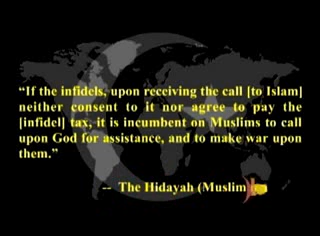 “If the infidels, upon receiving the call [to Islam]
neither consent to it nor agree to pay the
[infidel] tax, it is incumbent on Muslims to call
upon God for assistance, and to make war upon
them.”
-- The Hidayah (Muslim